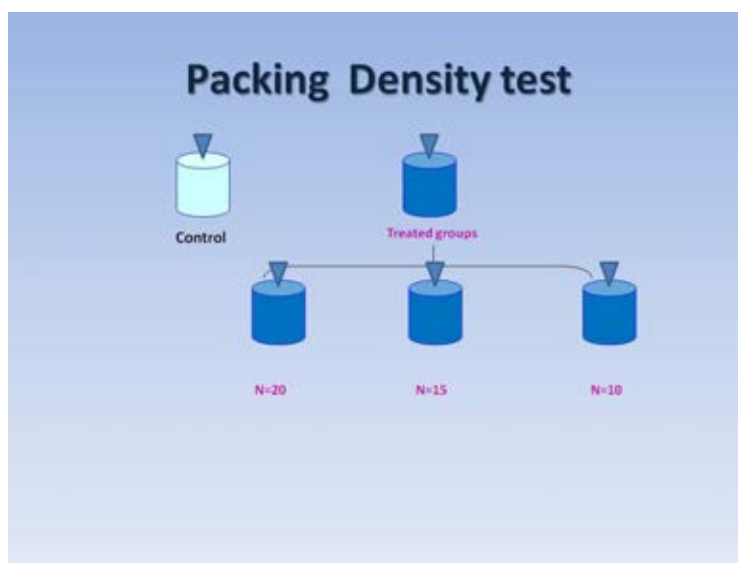 Packing Density test
Control
Treated groups
N=20
N=15
N=10